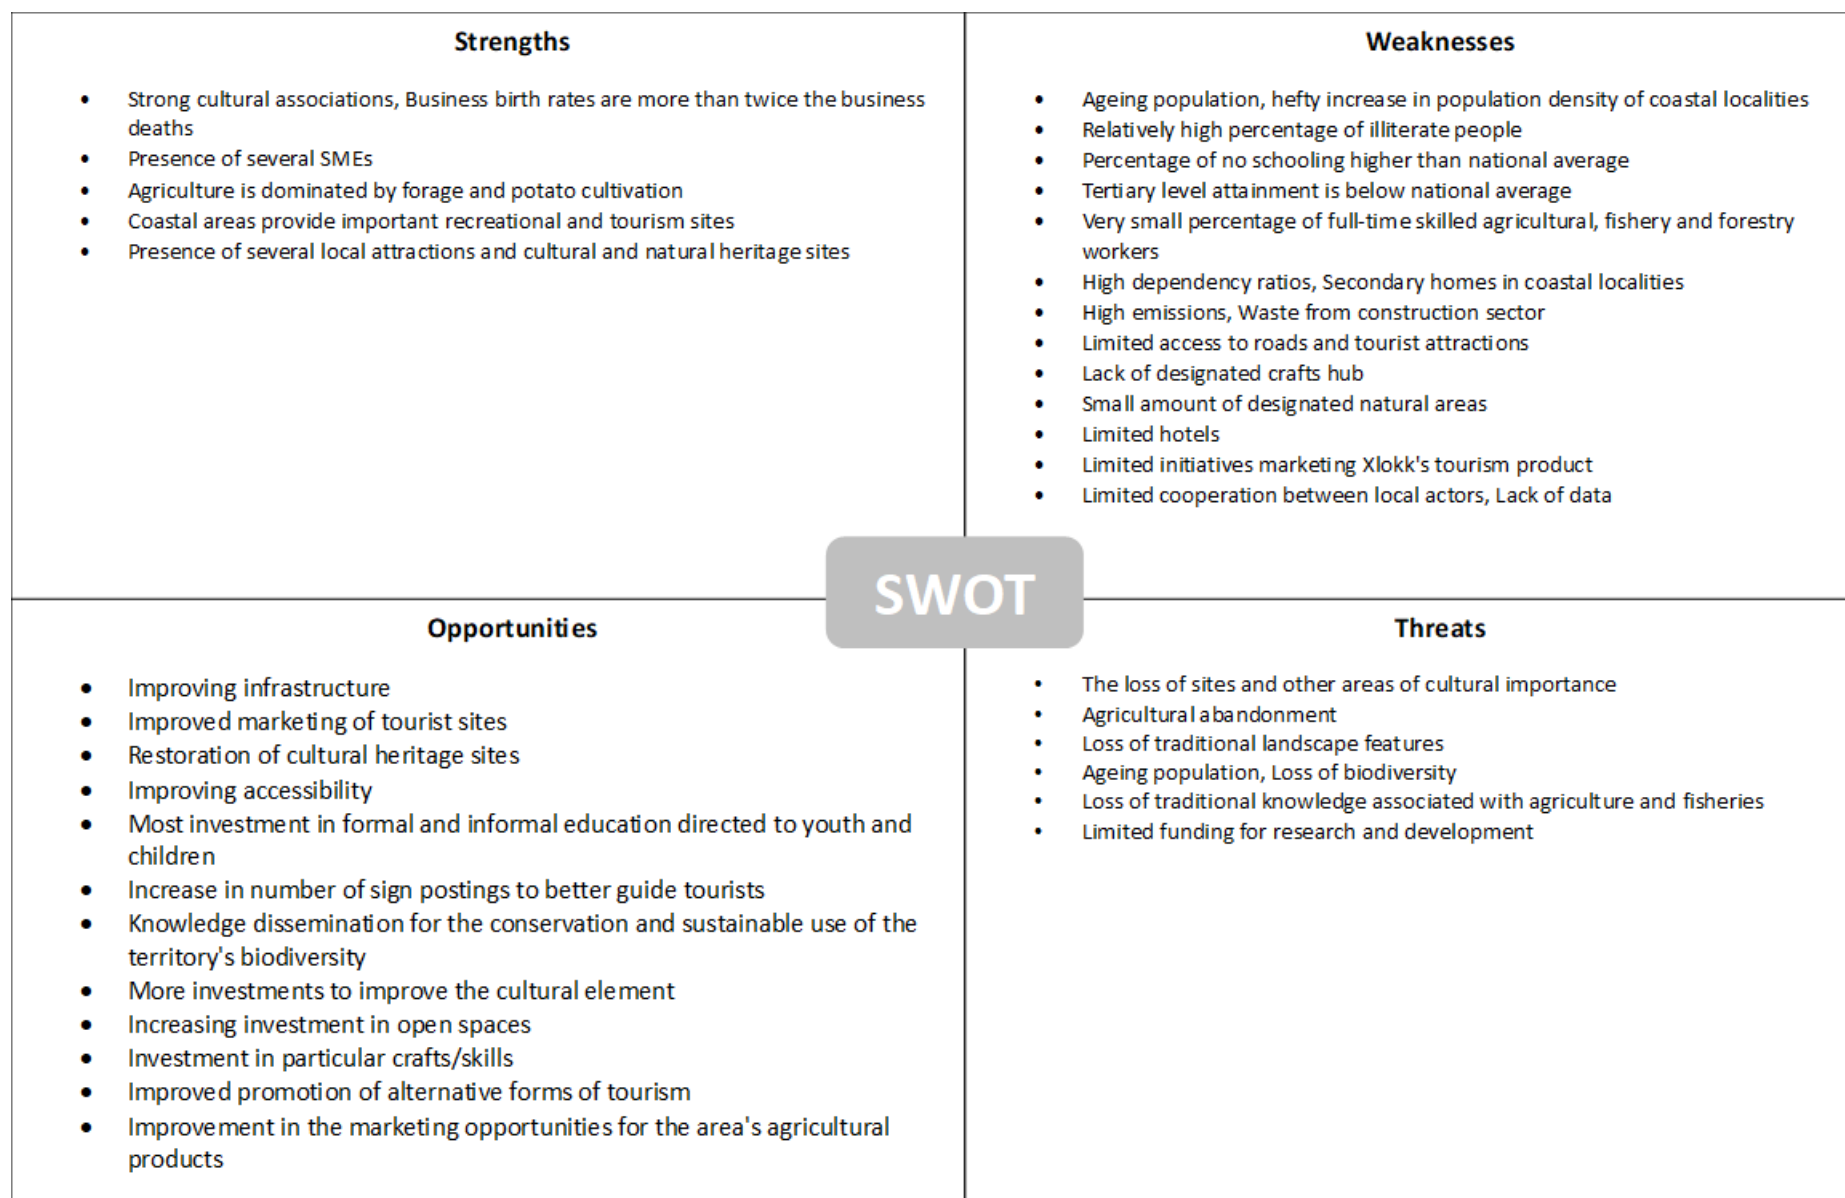 Strengths
• Strong cultural associations, Business birth rates are more than twice the business
deaths
• Presence of several SMEs
• Agriculture is dominated by forage and potato cultivation
• Coastal areas provide important recreational and tourism sites
• Presence of several local attractions and cultural and natural heritage sites
Weaknesses
• Ageing population, hefty increase in population density of coastal localities
• Relatively high percentage of illiterate people
• Percentage of no schooling higher than national average
• Tertiary level attainment is below national average
• Very small percentage of full-time skilled agricultural, fishery and forestry
workers
• High dependency ratios, Secondary homes in coastal localities
• High emissions, Waste from construction sector
• Limited access to roads and tourist attractions
• Lack of designated crafts hub
• Small amount of designated natural areas
• Limited hotels
• Limited initiatives marketing Xlokk's tourism product
• Limited cooperation between local actors, Lack of data
SWOT
Opportunities
• Improving infrastructure
• Improved marketing of tourist sites
• Restoration of cultural heritage sites
• Improving accessibility
• Most investment in formal and informal education directed to youth and
children
• Increase in number of sign postings to better guide tourists
• Knowledge dissemination for the conservation and sustainable use of the
territory's biodiversity
• More investments to improve the cultural element
• Increasing investment in open spaces
• Investment in particular crafts/skills
• Improved promotion of alternative forms of tourism
• Improvement in the marketing opportunities for the area's agricultural
products
Threats
• The loss of sites and other areas of cultural importance
• Agricultural abandonment
• Loss of traditional landscape features
• Ageing population, Loss of biodiversity
• Loss of traditional knowledge associated with agriculture and fisheries
• Limited funding for research and development